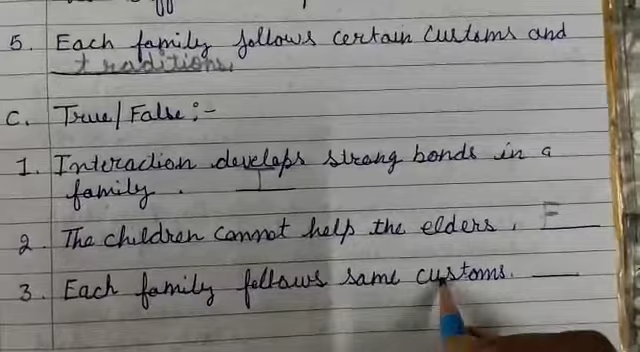 5. Each family follows certain customs and
traditions.
C. True/False :-
1. Interaction develops strong bonds in a
family. T
2. The children cannot help the elders. F
3. Each family follows same customs.